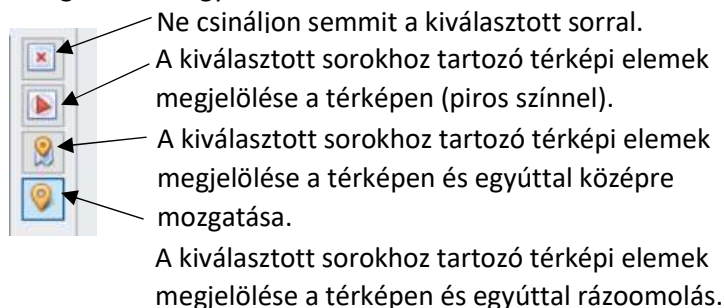 Ne csináljon semmit a kiválasztott sorral.
A kiválasztott sorokhoz tartozó térképi elemek
megjelölése a térképen (piros színnel).
A kiválasztott sorokhoz tartozó térképi elemek
megjelölése a térképen és egyúttal középre
mozgatása.
A kiválasztott sorokhoz tartozó térképi elemek
megjelölése a térképen és egyúttal rázoomolás.